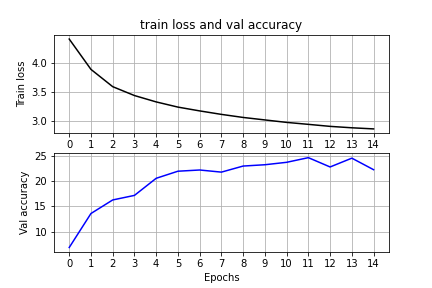 train loss and val accuracy
Train loss
4.0
3.5
3.0
0 1 2 3 4 5 6 7 8 9 10 11 12 13 14
Val accuracy
25
20
15
10
0 1 2 3 4 5 6 7 8 9 10 11 12 13 14
Epochs